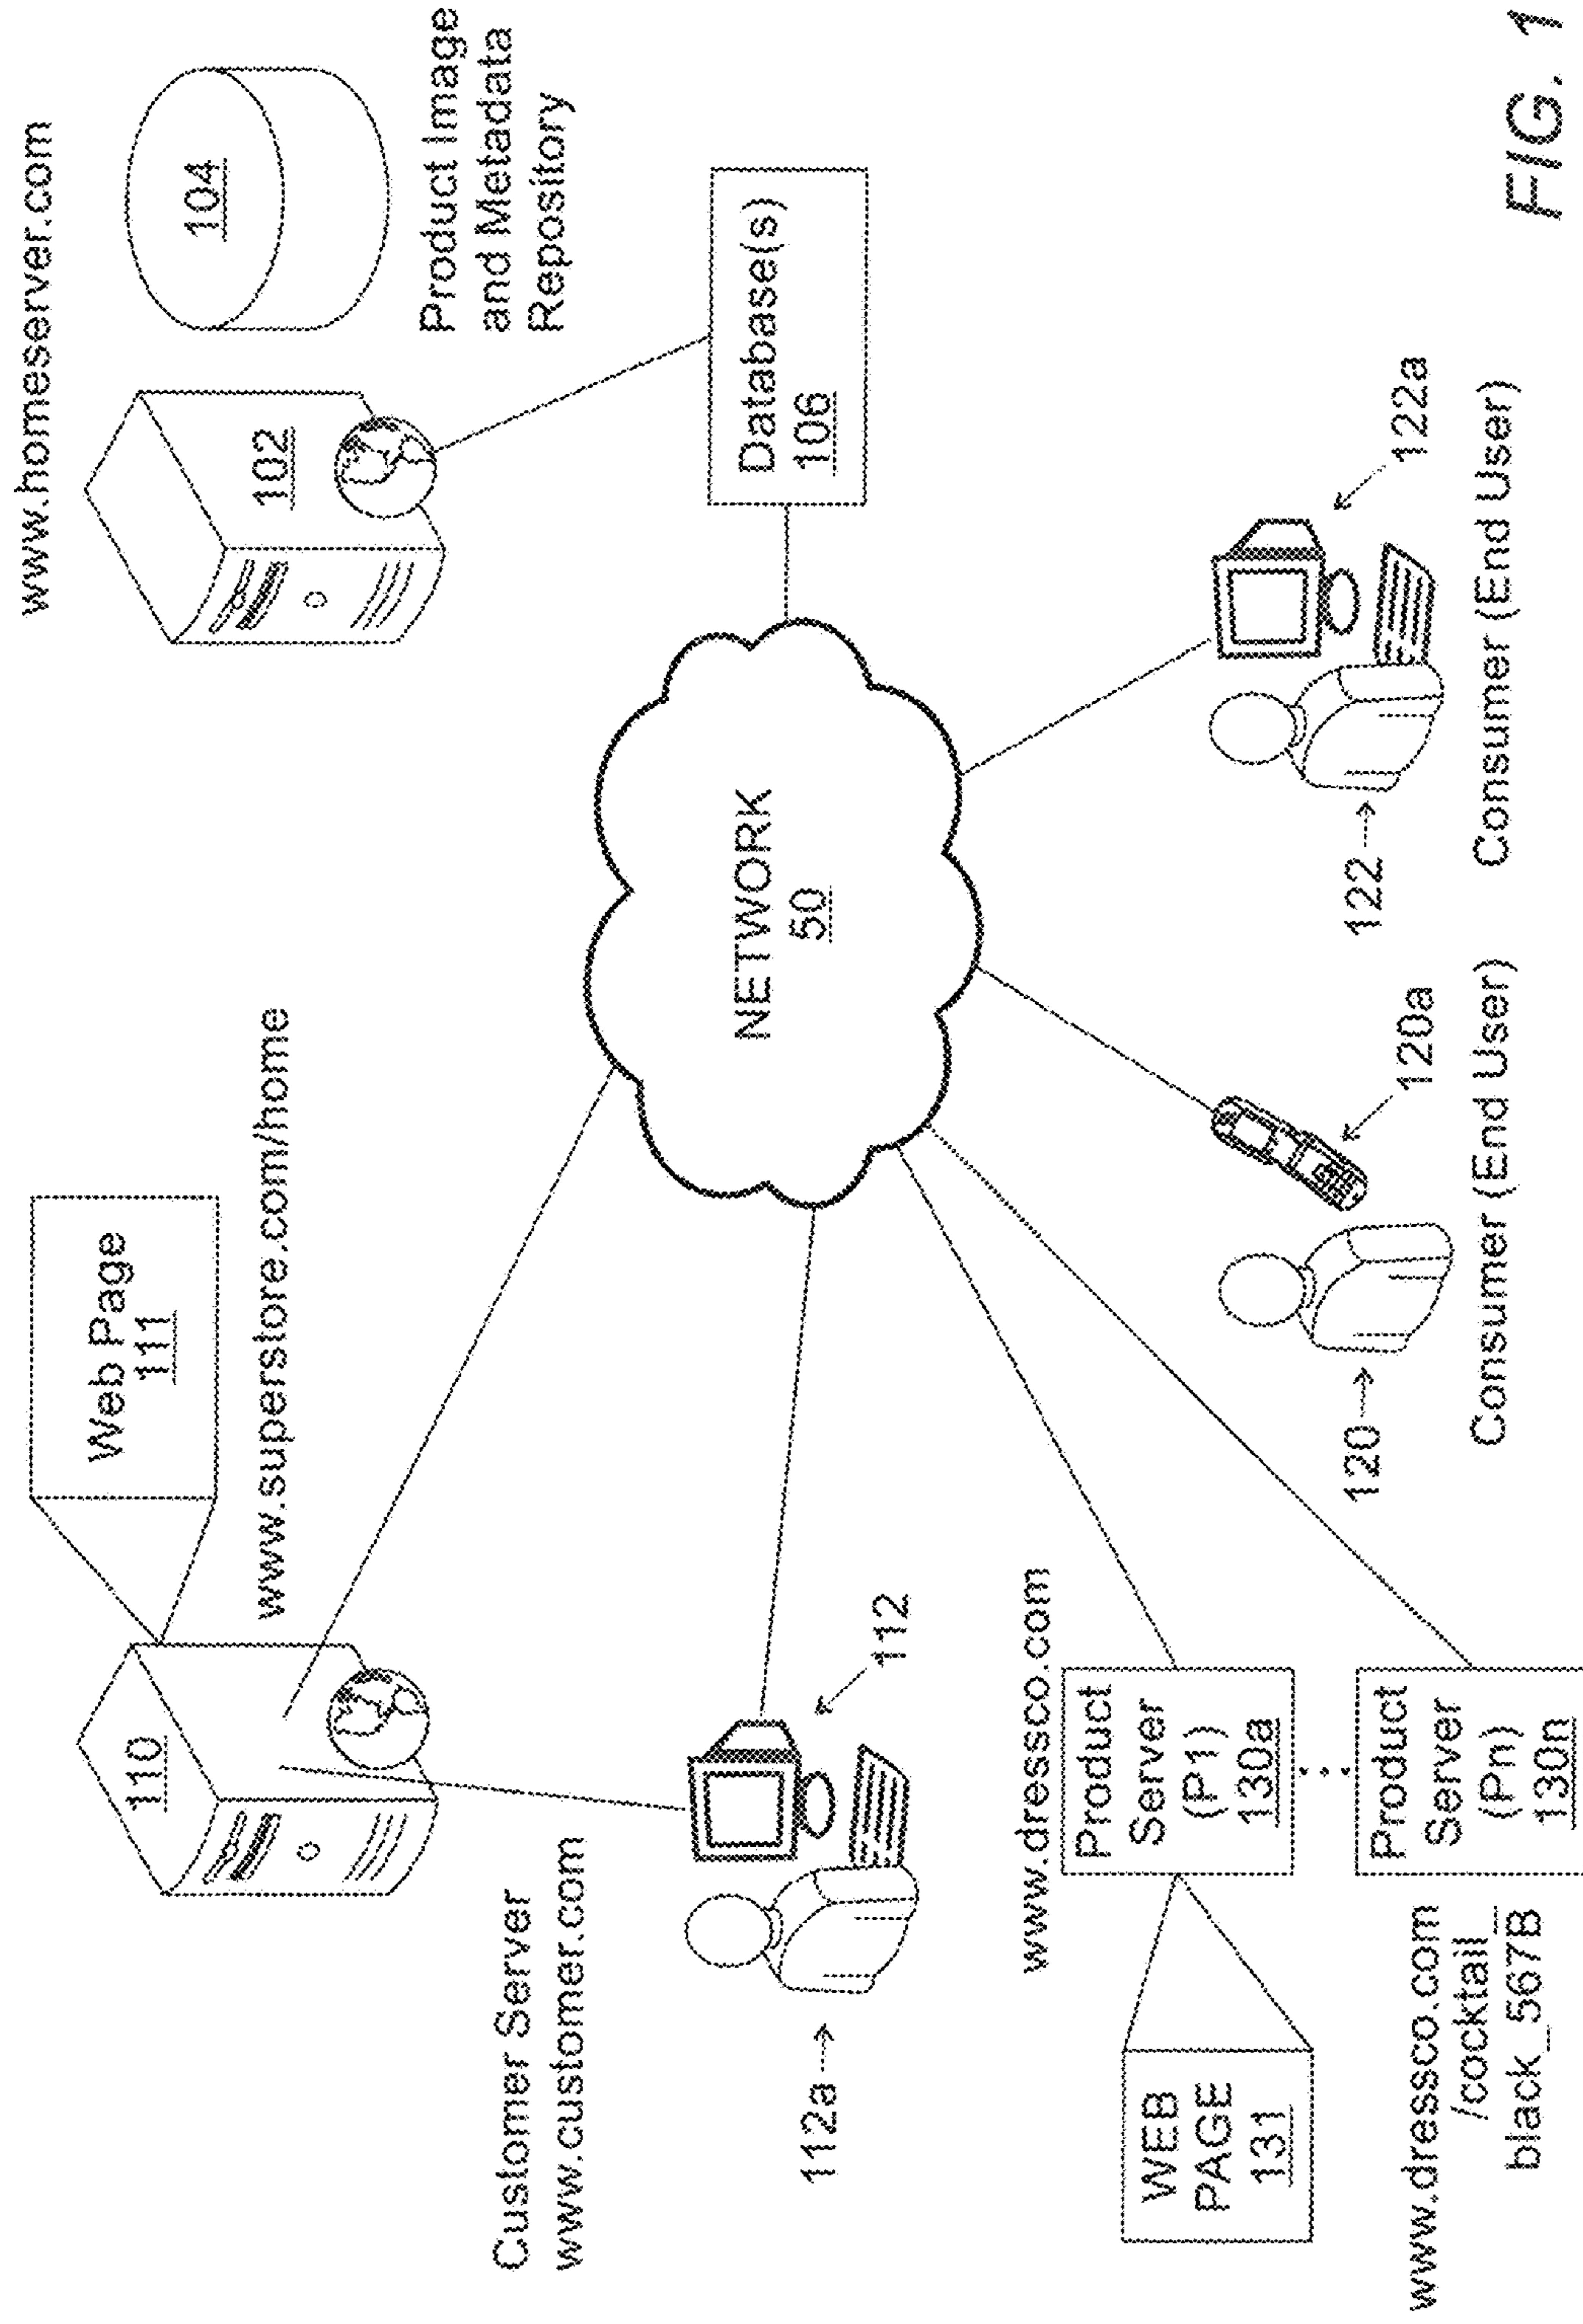 www.homeserver.com
104
102
Product Image
and Metadata
Repository
Database(s)
106
Web Page
111
www.superstore.com/home
110
Customer Server
www.customer.com
NETWORK
50
112
112a
www.dressco.com
Product
Server
(P1)
130a
WEB
PAGE
131
Product
Server
(Pn)
130n
www.dressco.com
/cocktail_
black_567B
120
120a
Consumer (End User)
122
122a
Consumer (End User)
FIG. 1